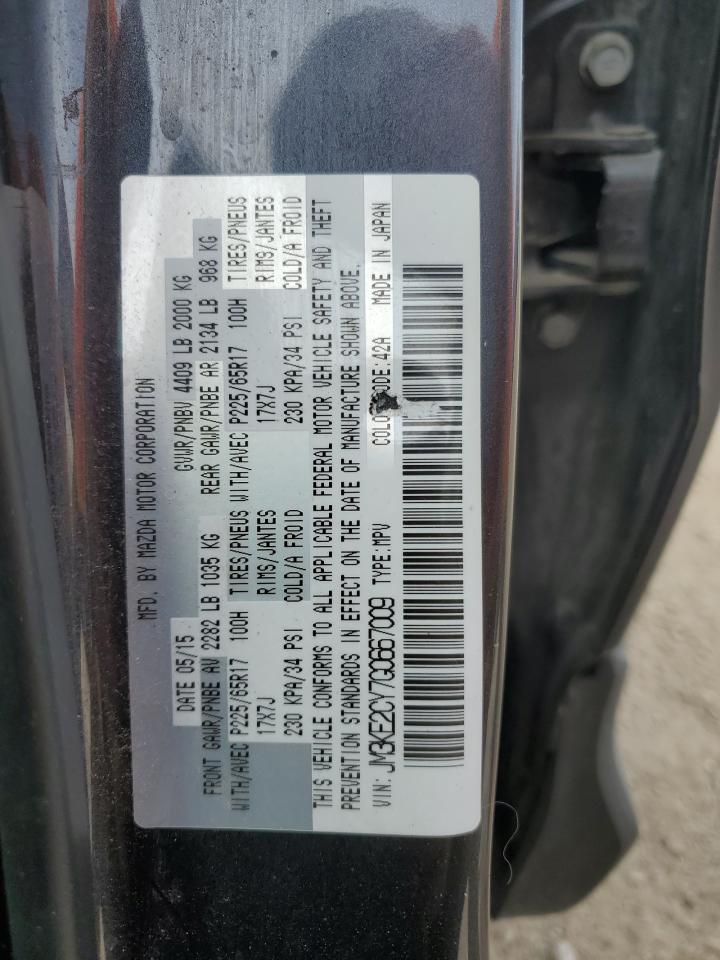 MFD. BY MAZDA MOTOR CORPORATION
DATE 05/15 GVWR/PNBV 4409 LB 2000 KG
FRONT GAWR/PNBE AV 2282 LB 1035 KG REAR GAWR/PNBE AR 2134 LB 968 KG
WITH/AVEC P225/65R17 100H TIRES/PNEUS WITH/AVEC P225/65R17 100H TIRES/PNEUS
17X7J RIMS/JANTES 17X7J RIMS/JANTES
230 KPA/34 PSI COLD/A FROID 230 KPA/34 PSI COLD/A FROID
THIS VEHICLE CONFORMS TO ALL APPLICABLE FEDERAL MOTOR VEHICLE SAFETY AND THEFT
PREVENTION STANDARDS IN EFFECT ON THE DATE OF MANUFACTURE SHOWN ABOVE.
VIN: JM3KE2CY7G0667009 TYPE:MPV COLOR CODE:42A MADE IN JAPAN